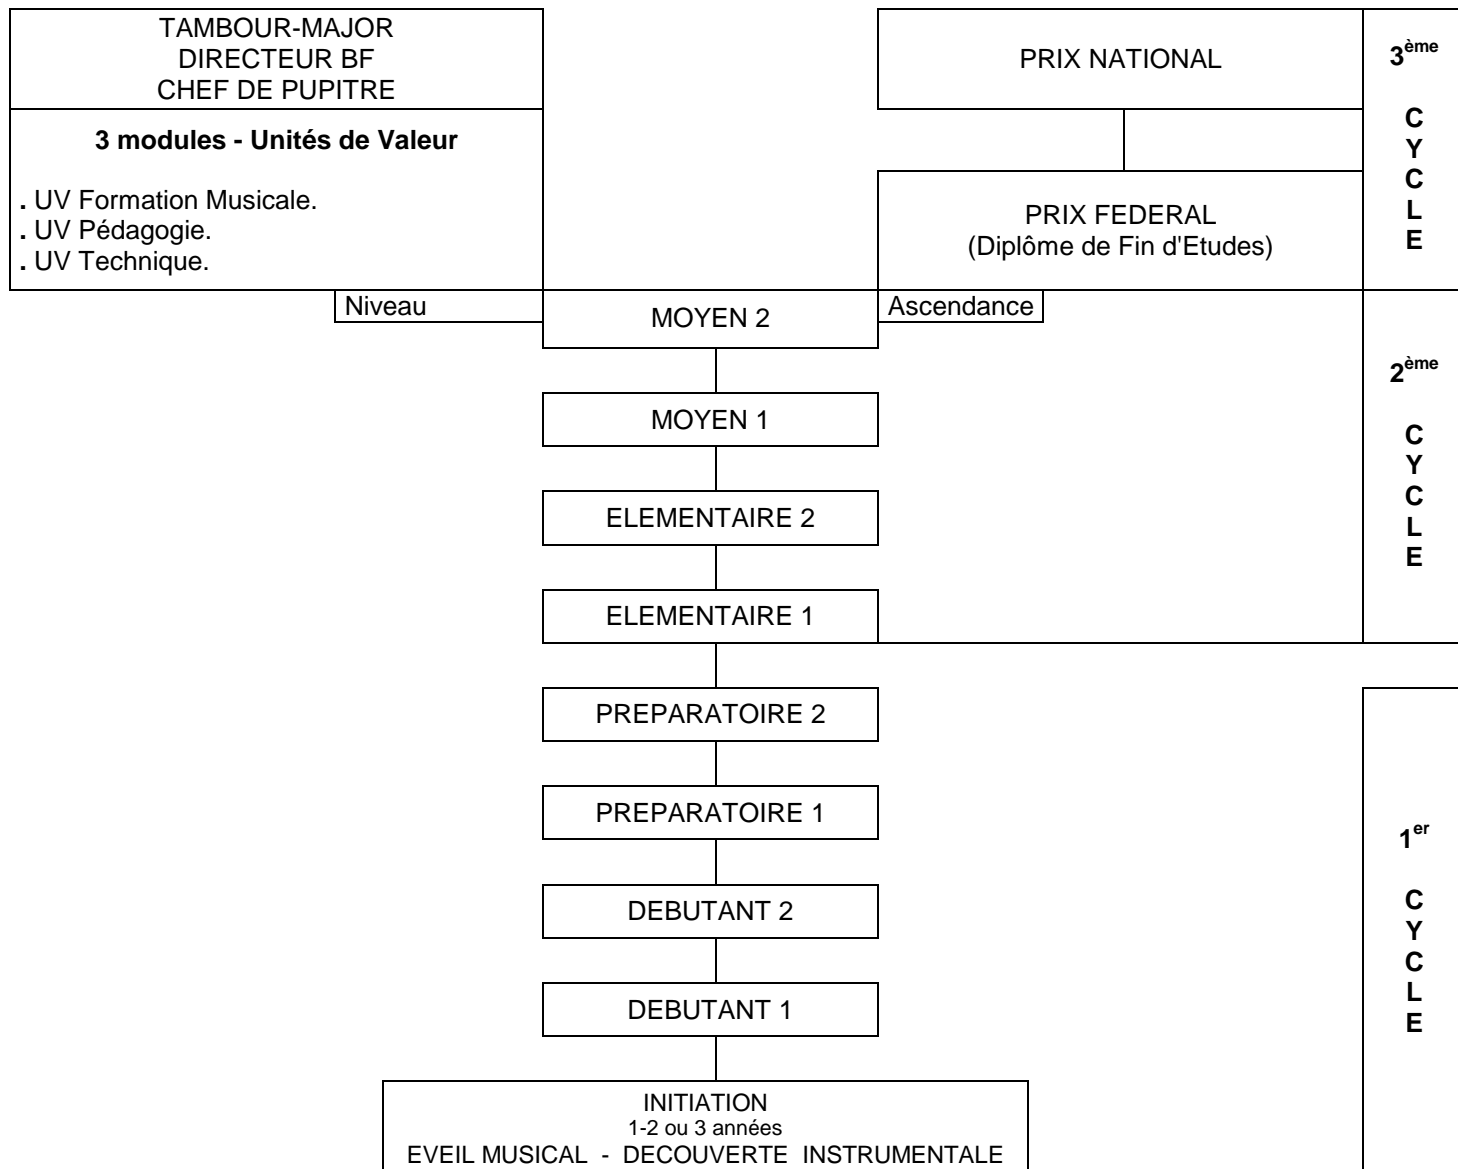 TAMBOUR-MAJOR
DIRECTEUR BF
CHEF DE PUPITRE
3 modules - Unités de Valeur
. UV Formation Musicale.
. UV Pédagogie.
. UV Technique.
PRIX NATIONAL
PRIX FEDERAL
(Diplôme de Fin d'Etudes)
3ème
C
Y
C
L
E
Niveau
MOYEN 2
Ascendance
MOYEN 1
ELEMENTAIRE 2
ELEMENTAIRE 1
2ème
C
Y
C
L
E
PREPARATOIRE 2
PREPARATOIRE 1
DEBUTANT 2
DEBUTANT 1
INITIATION
1-2 ou 3 années
EVEIL MUSICAL - DECOUVERTE INSTRUMENTALE
1er
C
Y
C
L
E